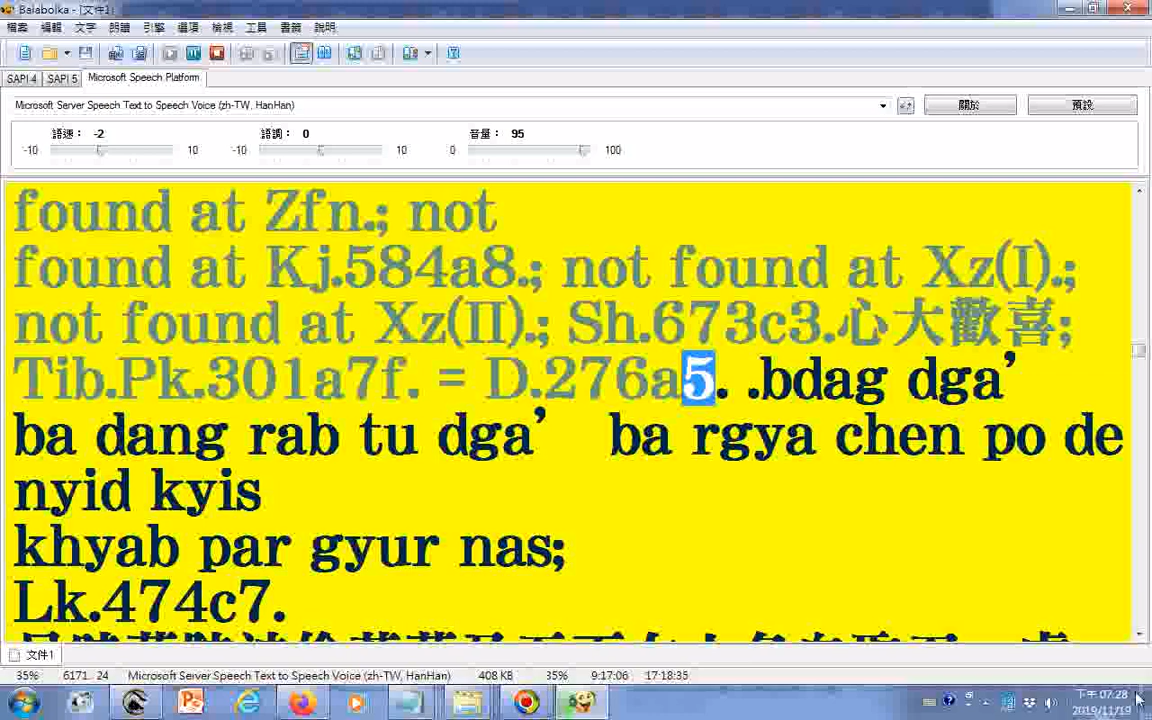 Balabolka - [文件1]
檔案 編輯 文字 朗讀 引擎 選項 檢視 工具 書籤 說明
SAPI 4 SAPI 5 Microsoft Speech Platform
Microsoft Server Speech Text to Speech Voice (zh-TW, HanHan) 關於 預設
語速： -2 語調： 0 音量： 95
-10 10 -10 10 0 100
found at Zfn.; not
found at Kj.584a8.; not found at Xz(I).;
not found at Xz(II).; Sh.673c3.心大歡喜;
Tib.Pk.301a7f. = D.276a5. .bdag dga’
ba dang rab tu dga’ ba rgya chen po de
nyid kyis
khyab par gyur nas;
Lk.474c7.
文件1
35% 6171: 24 Microsoft Server Speech Text to Speech Voice (zh-TW, HanHan) 408 KB 35% 9:17:06 17:18:35
下午 07:28
2019/11/19